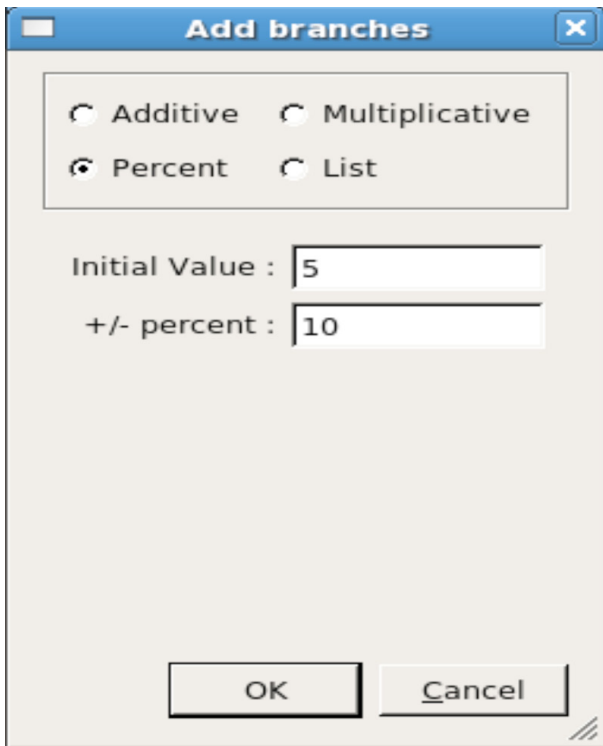 Add branches
Additive Multiplicative
Percent List
Initial Value : 5
+/- percent : 10
OK Cancel